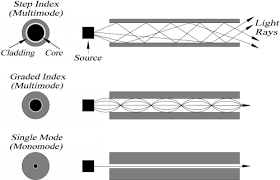 Step Index
(Multimode)
Light
Rays
Cladding
Core
Source
Graded Index
(Multimode)
Single Mode
(Monomode)